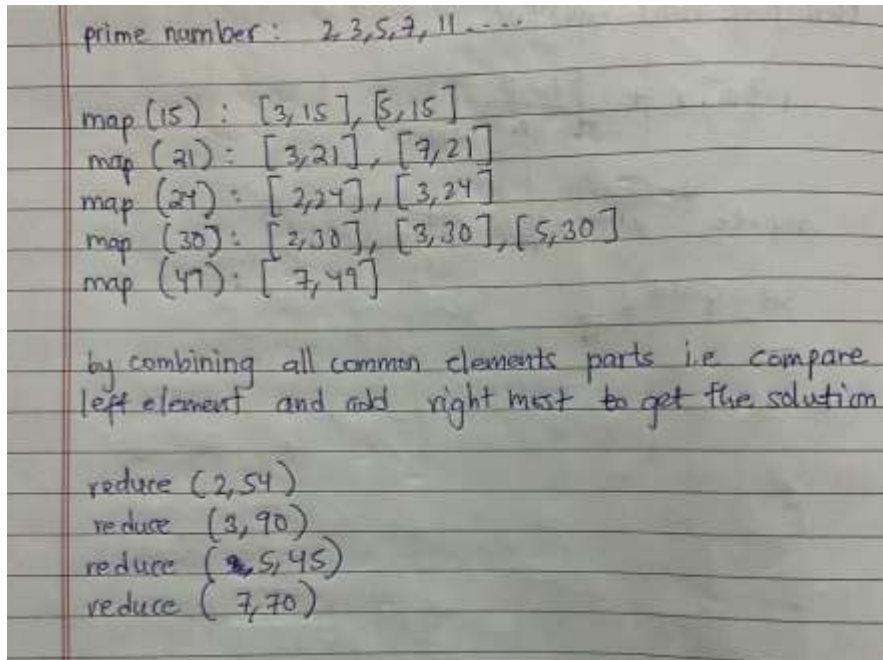 prime number: 2,3,5,7,11....
map (15): [3,15], [5,15]
map (21): [3,21], [7,21]
map (24): [2,24], [3,24]
map (30): [2,30], [3,30], [5,30]
map (49): [7,49]
by combining all common elements parts i.e compare
left element and add right most to get the solution
reduce (2,54)
reduce (3,90)
reduce (5,45)
reduce (7,70)